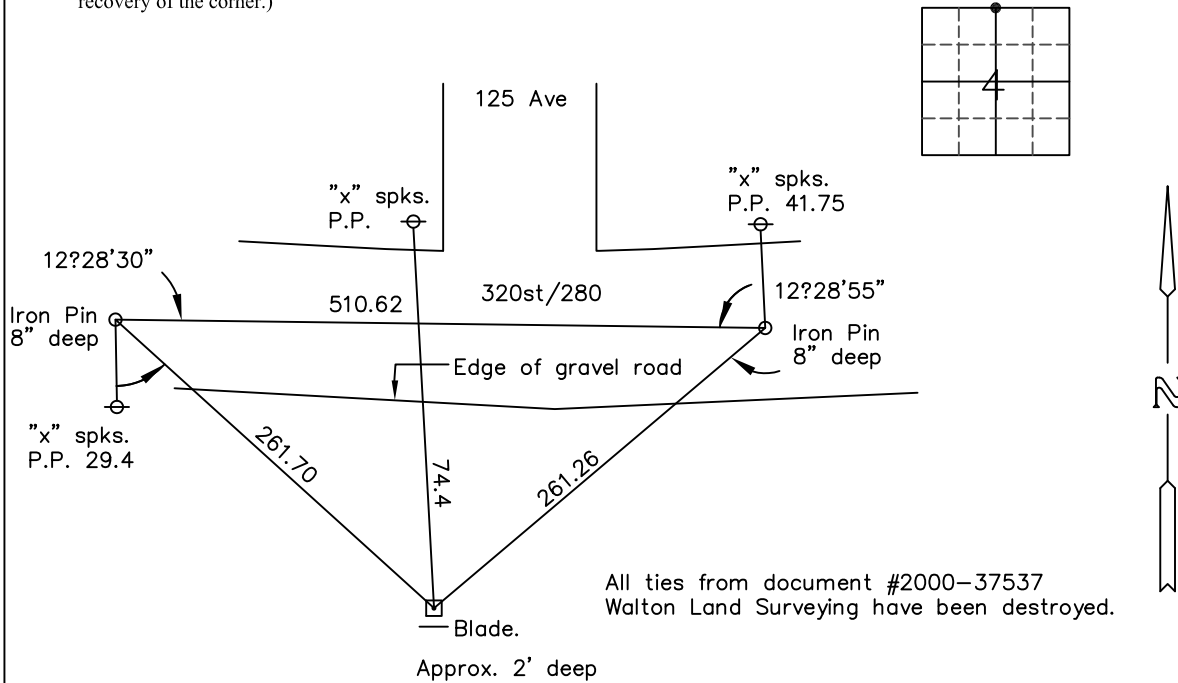 recovery of the corner.)
4
125 Ave
"x" spks.
P.P.
"x" spks.
P.P. 41.75
12?28'30"
510.62
320st/280
12?28'55"
Iron Pin
8" deep
Iron Pin
8" deep
Edge of gravel road
"x" spks.
P.P. 29.4
261.70
74.4
261.26
N
All ties from document #2000-37537
Walton Land Surveying have been destroyed.
Blade.
Approx. 2' deep